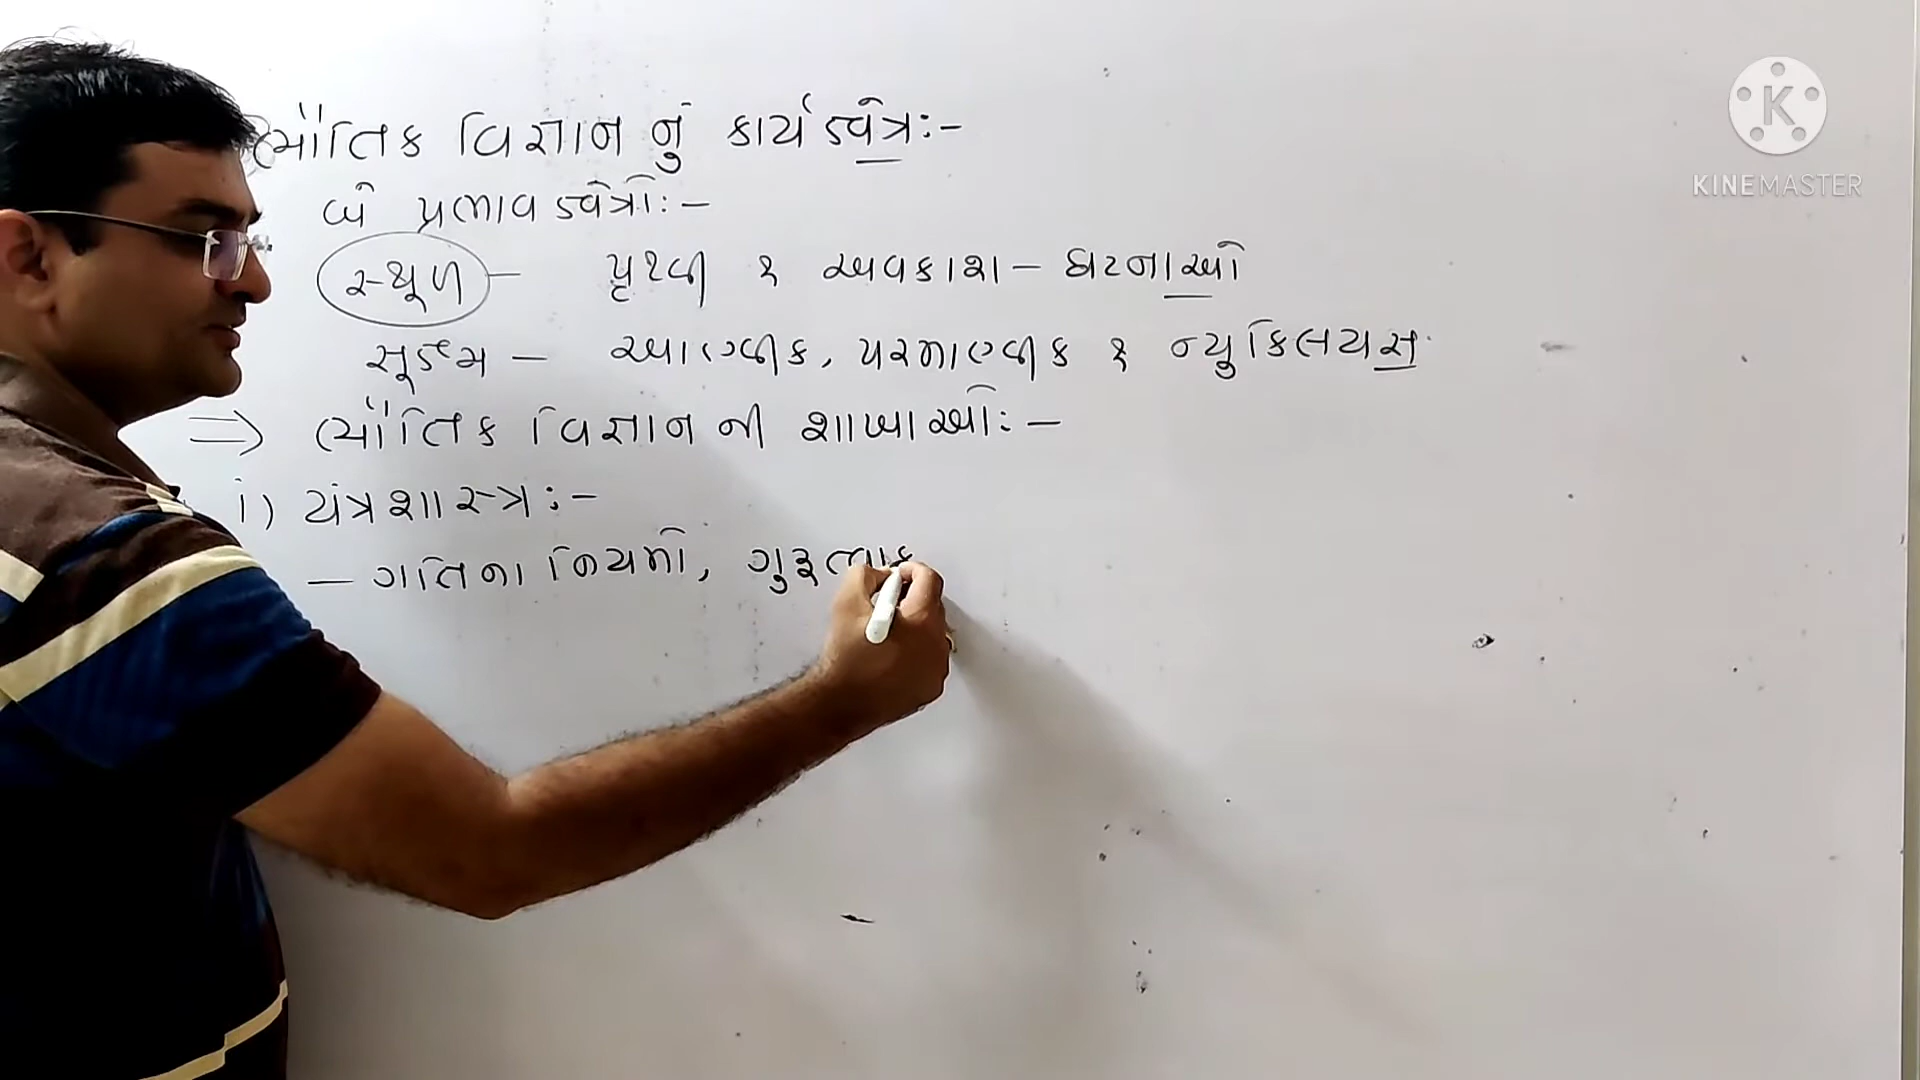 ભૌતિક વિજ્ઞાન નું કાર્યક્ષેત્ર:-
બે પ્રભાવક્ષેત્રો:-
સ્થૂળ - પૃથ્વી ર અવકાશ - ઘટનાઓ
સૂક્ષ્મ - આણ્વીક, પરમાણ્વીક ર ન્યુક્લિયસ
⇒ ભૌતિક વિજ્ઞાન ની શાખાઓ:-
i) યંત્રશાસ્ત્ર:-
- ગતિના નિયમો, ગુરૂત્વાક
KINEMASTER